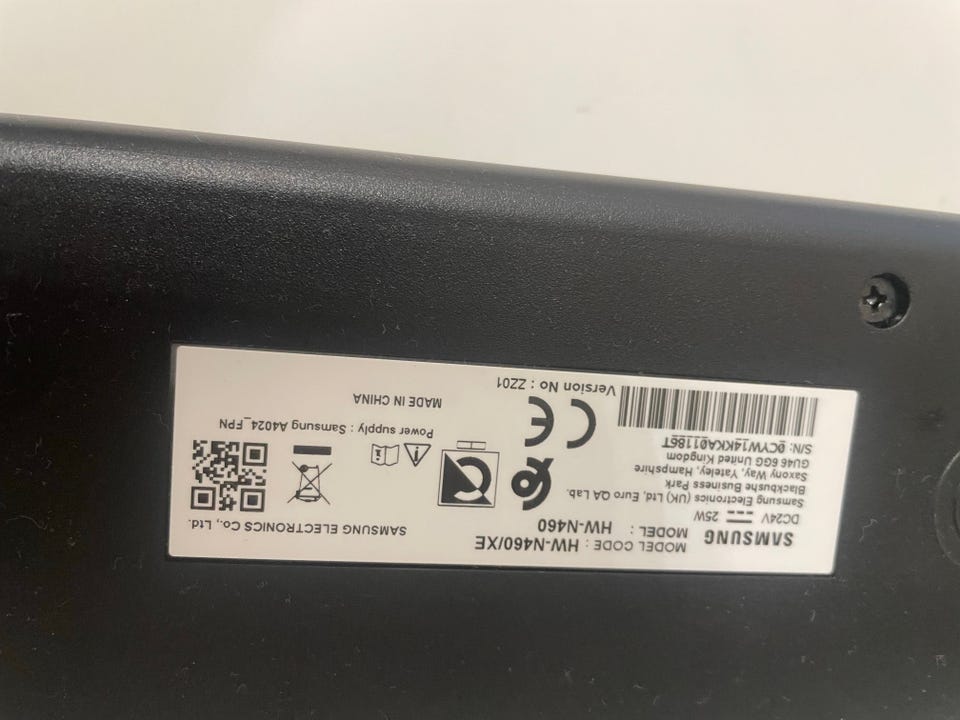 SAMSUNG
DC24V ⎓ 25W
MODEL CODE : HW-N460/XE
MODEL : HW-N460
Samsung Electronics (UK) Ltd, Euro QA Lab.
Blackbushe Business Park
Saxony Way, Yateley, Hampshire
GU46 6GG United Kingdom
S/N: 0CYW14KKA01186T
Version No : ZZ01
CE
SAMSUNG ELECTRONICS Co., Ltd.
Power supply : Samsung A4024_FPN
MADE IN CHINA